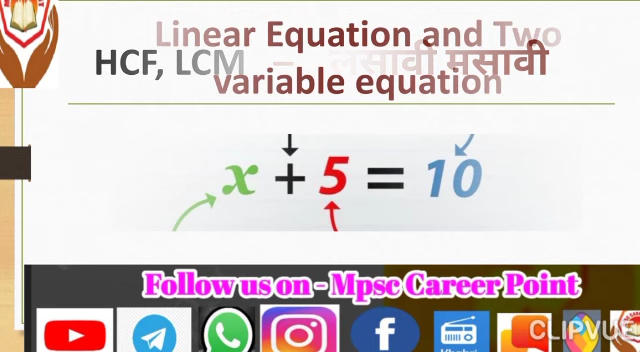 Linear Equation and Two
HCF, LCM – लसावी मसावी
variable equation
x + 5 = 10
Follow us on - Mpsc Career Point
CLIPVUE